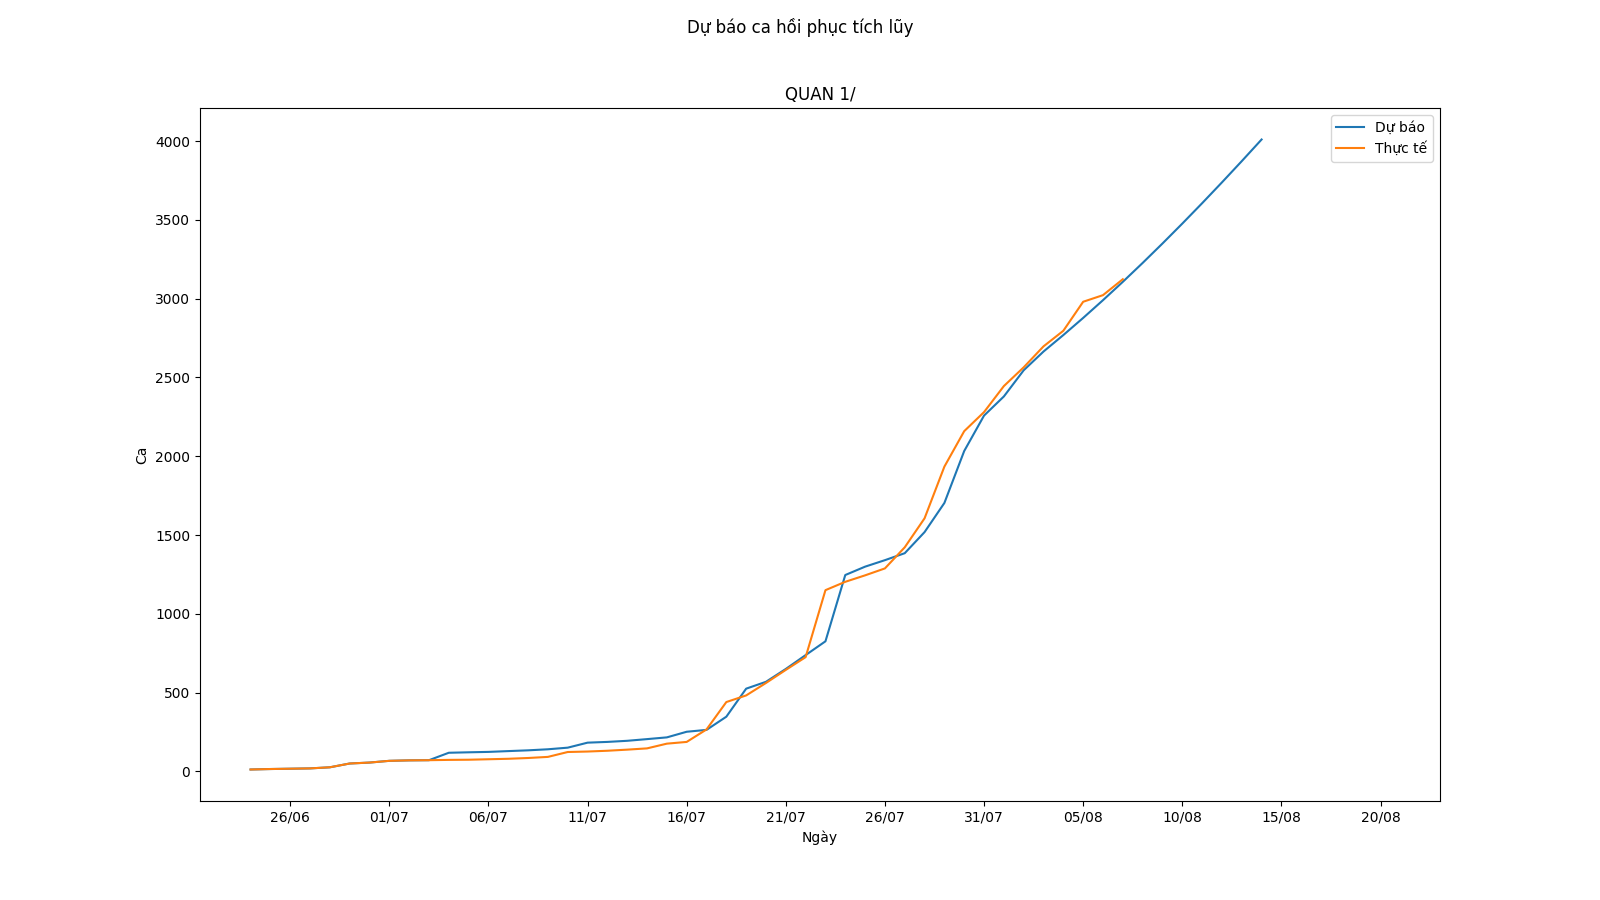 Dự báo ca hồi phục tích lũy
QUAN 1/
Dự báo
Thực tế
4000
3500
3000
2500
2000
1500
1000
500
0
Ca
26/06 01/07 06/07 11/07 16/07 21/07 26/07 31/07 05/08 10/08 15/08 20/08
Ngày